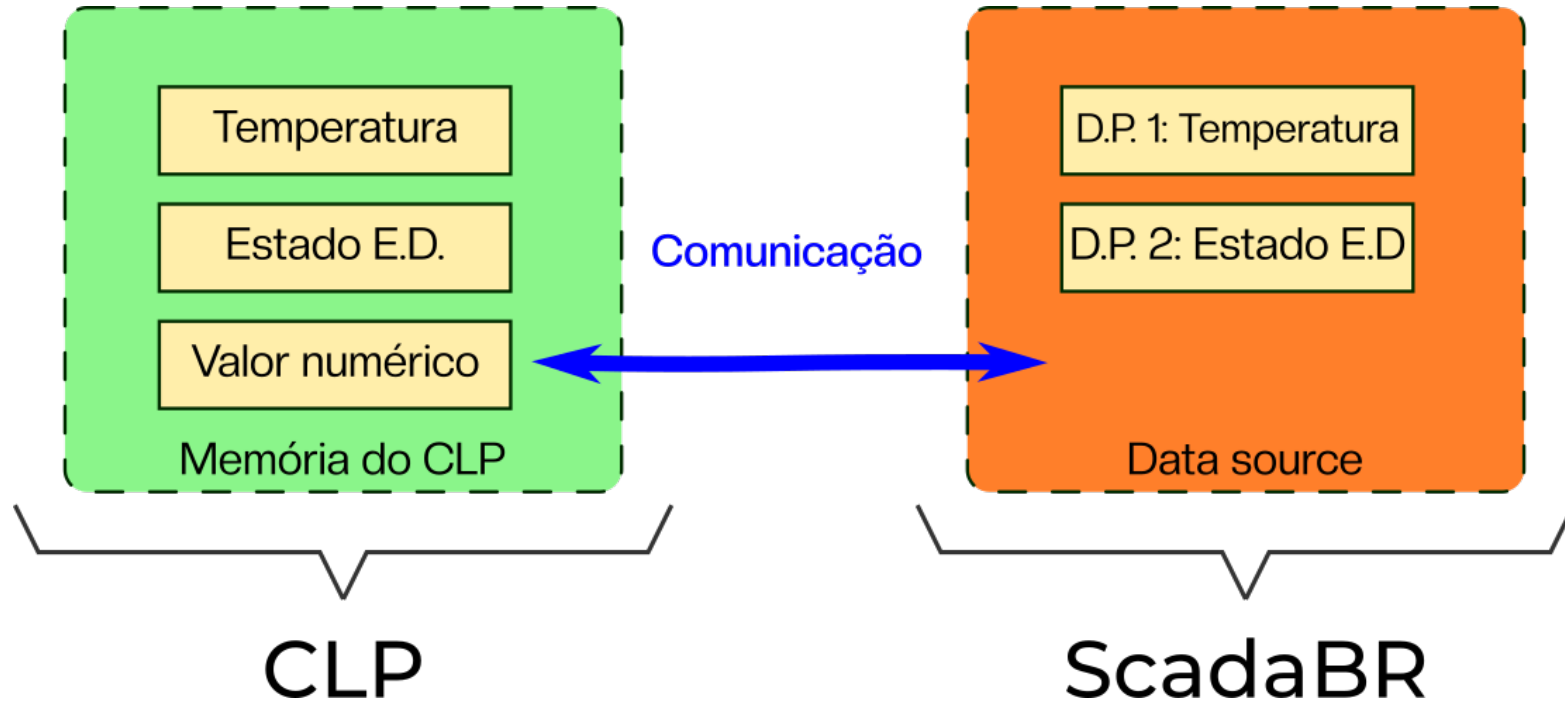 Temperatura
Estado E.D.
Valor numérico
Memória do CLP
Comunicação
D.P. 1: Temperatura
D.P. 2: Estado E.D
Data source
CLP
ScadaBR